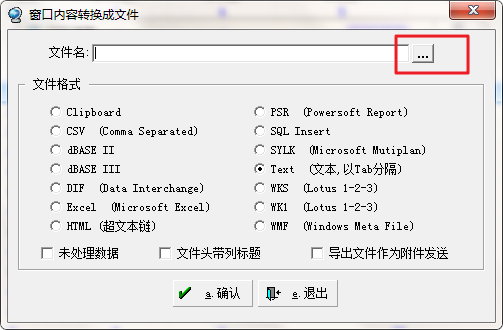 窗口内容转换成文件
文件名: ...
文件格式
Clipboard
CSV (Comma Separated)
dBASE II
dBASE III
DIF (Data Interchange)
Excel (Microsoft Excel)
HTML (超文本链)
PSR (Powersoft Report)
SQL Insert
SYLK (Microsoft Mutiplan)
Text (文本,以Tab分隔)
WKS (Lotus 1-2-3)
WK1 (Lotus 1-2-3)
WMF (Windows Meta File)
未处理数据 文件头带列标题 导出文件作为附件发送
a.确认 e.退出